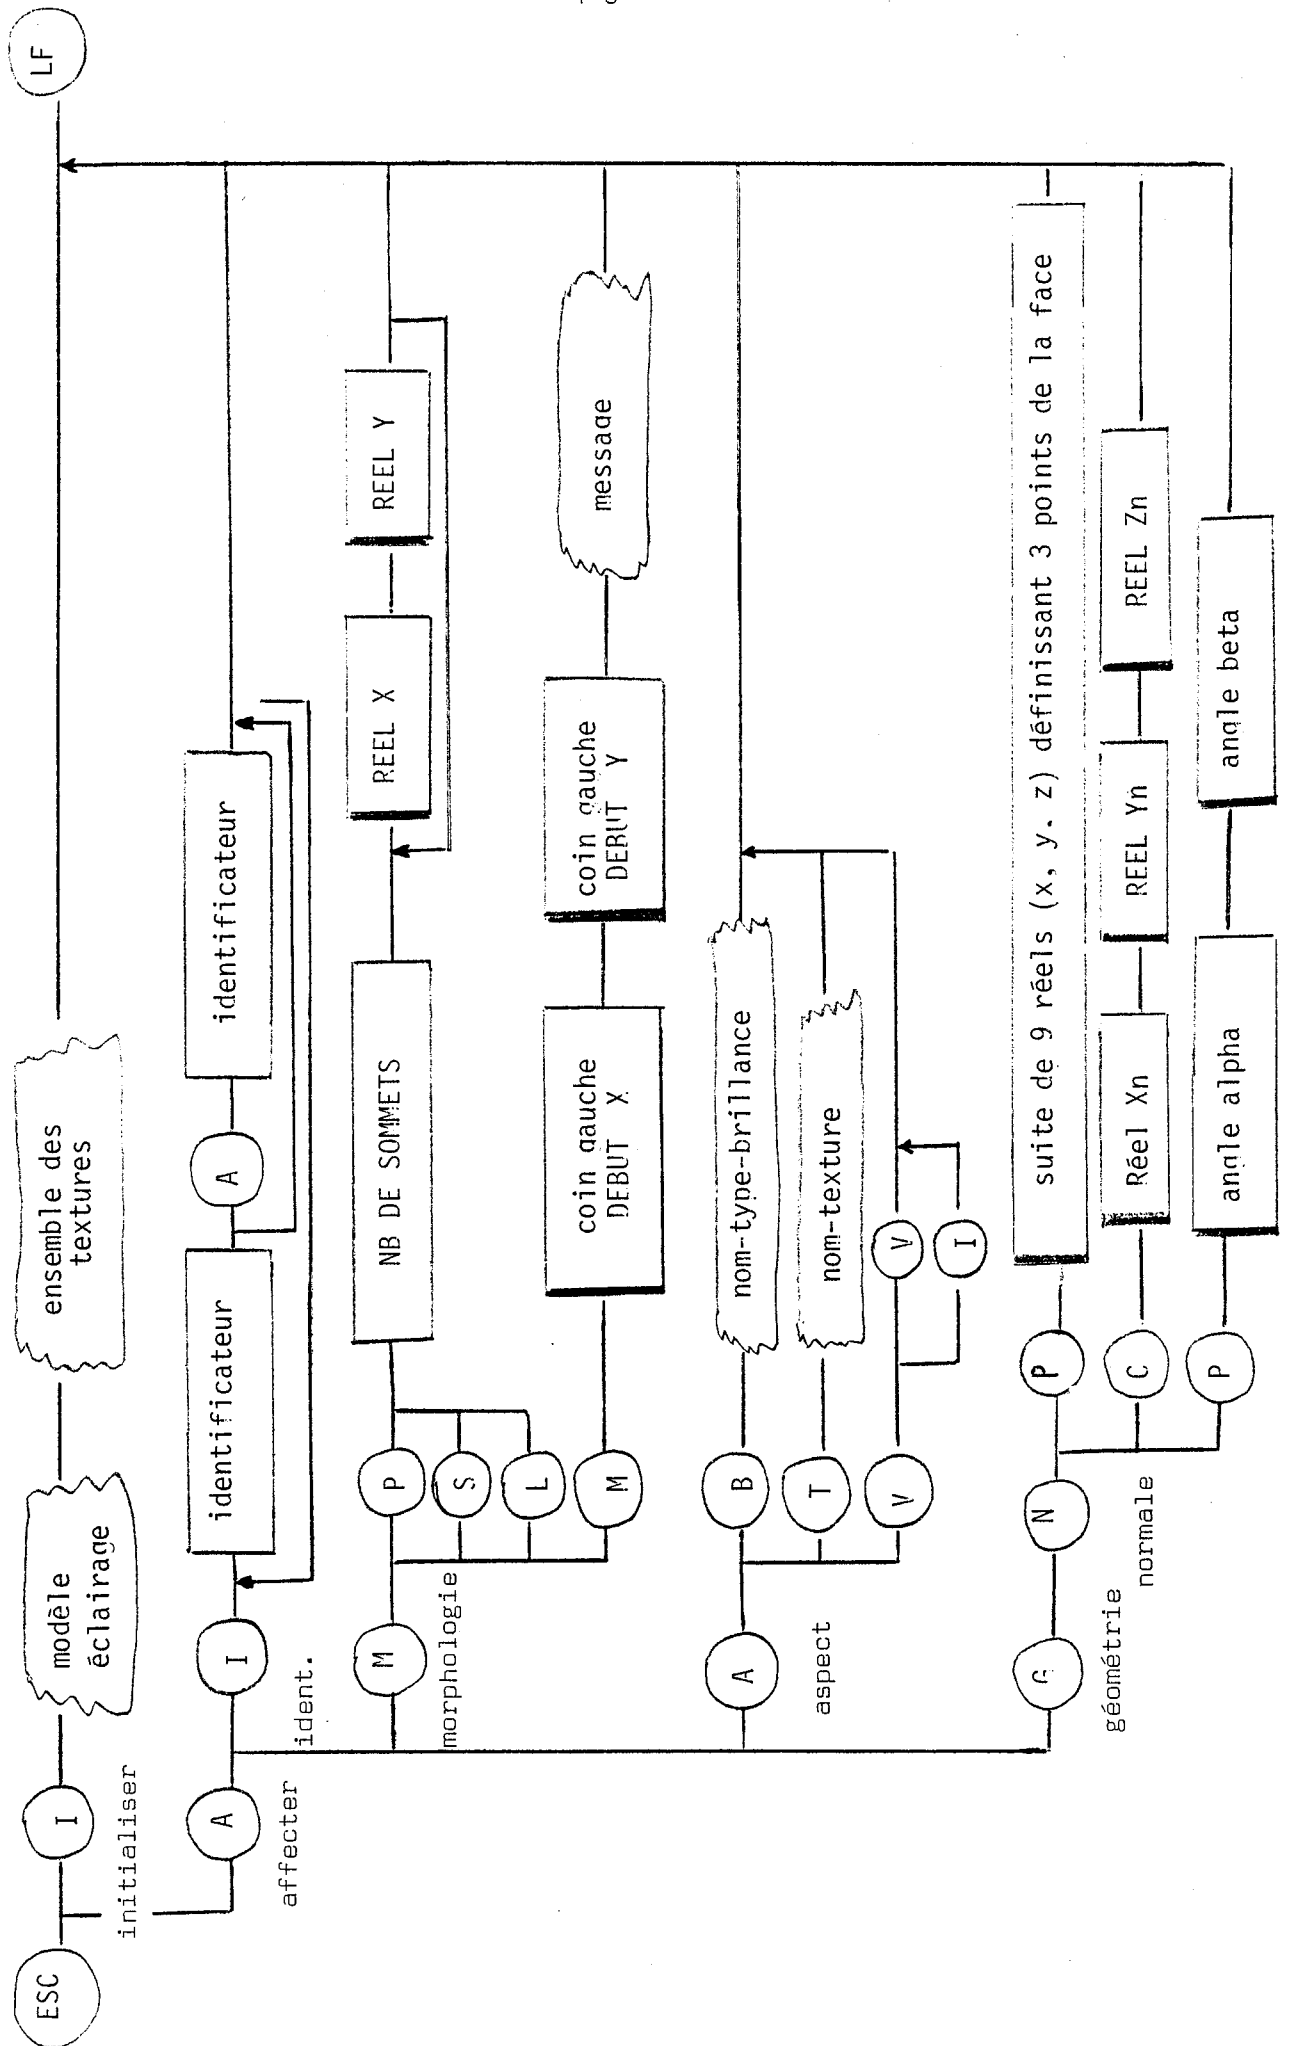 ESC
I
initialiser
modèle
éclairage
ensemble des
textures
LF
A
affecter
I
ident.
identificateur
A
identificateur
M
morphologie
P
S
L
NB DE SOMMETS
REEL X
REEL Y
M
coin gauche
DEBUT X
coin gauche
DEBUT Y
message
A
aspect
B
nom-type-brillance
T
nom-texture
V
V
I
G
géométrie
N
normale
P
suite de 9 réels (x, y. z) définissant 3 points de la face
C
Réel Xn
REEL Yn
REEL Zn
P
angle alpha
angle beta